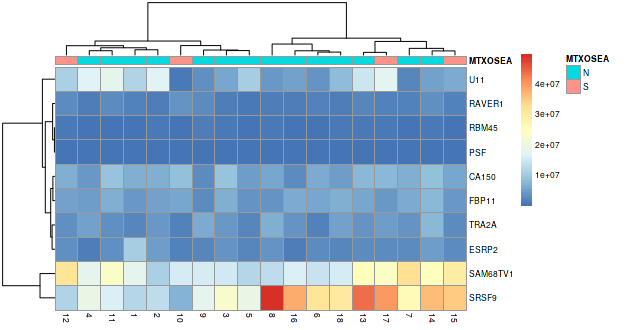 MTXOSEA
MTXOSEA
N
S
U11
RAVER1
RBM45
PSF
CA150
FBP11
TRA2A
ESRP2
SAM68TV1
SRSF9
4e+07
3e+07
2e+07
1e+07
12 4 11 1 2 10 9 3 5 8 16 6 18 13 17 7 14 15